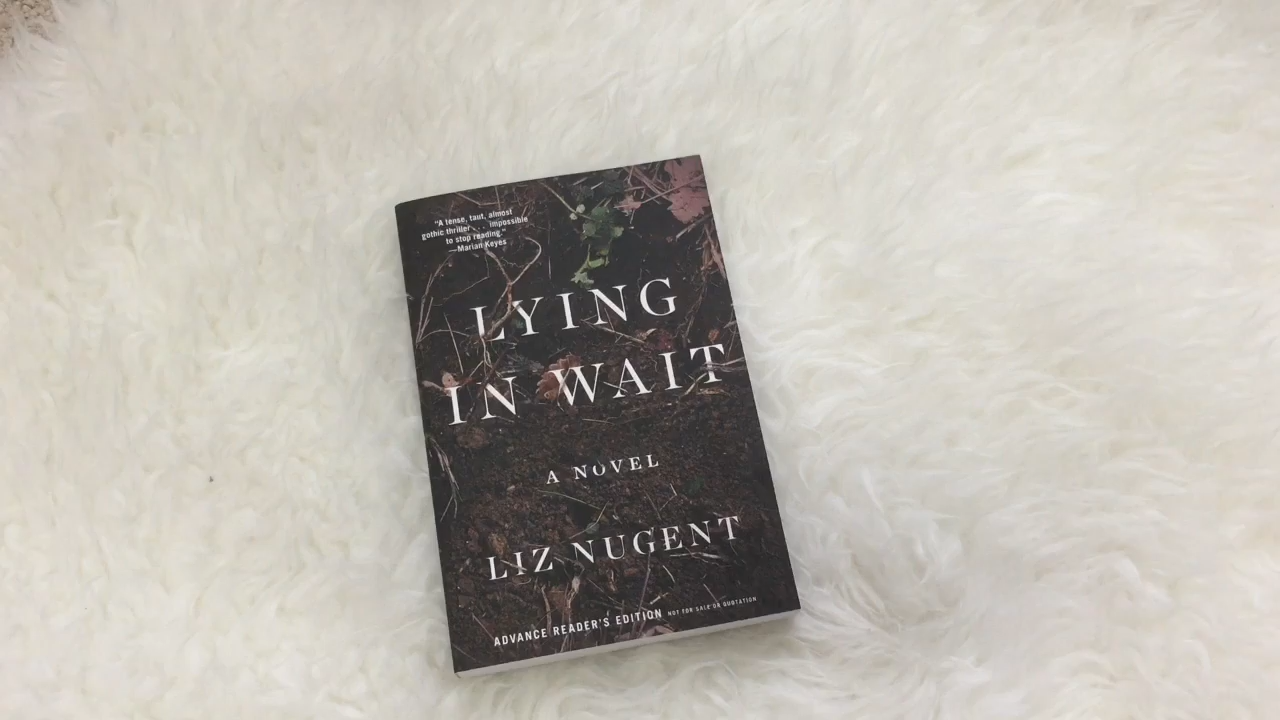 "A tense, taut, almost
gothic thriller . . . impossible
to stop reading."
—Marian Keyes
LYING
IN WAIT
A NOVEL
LIZ NUGENT
ADVANCE READER'S EDITION NOT FOR SALE OR QUOTATION